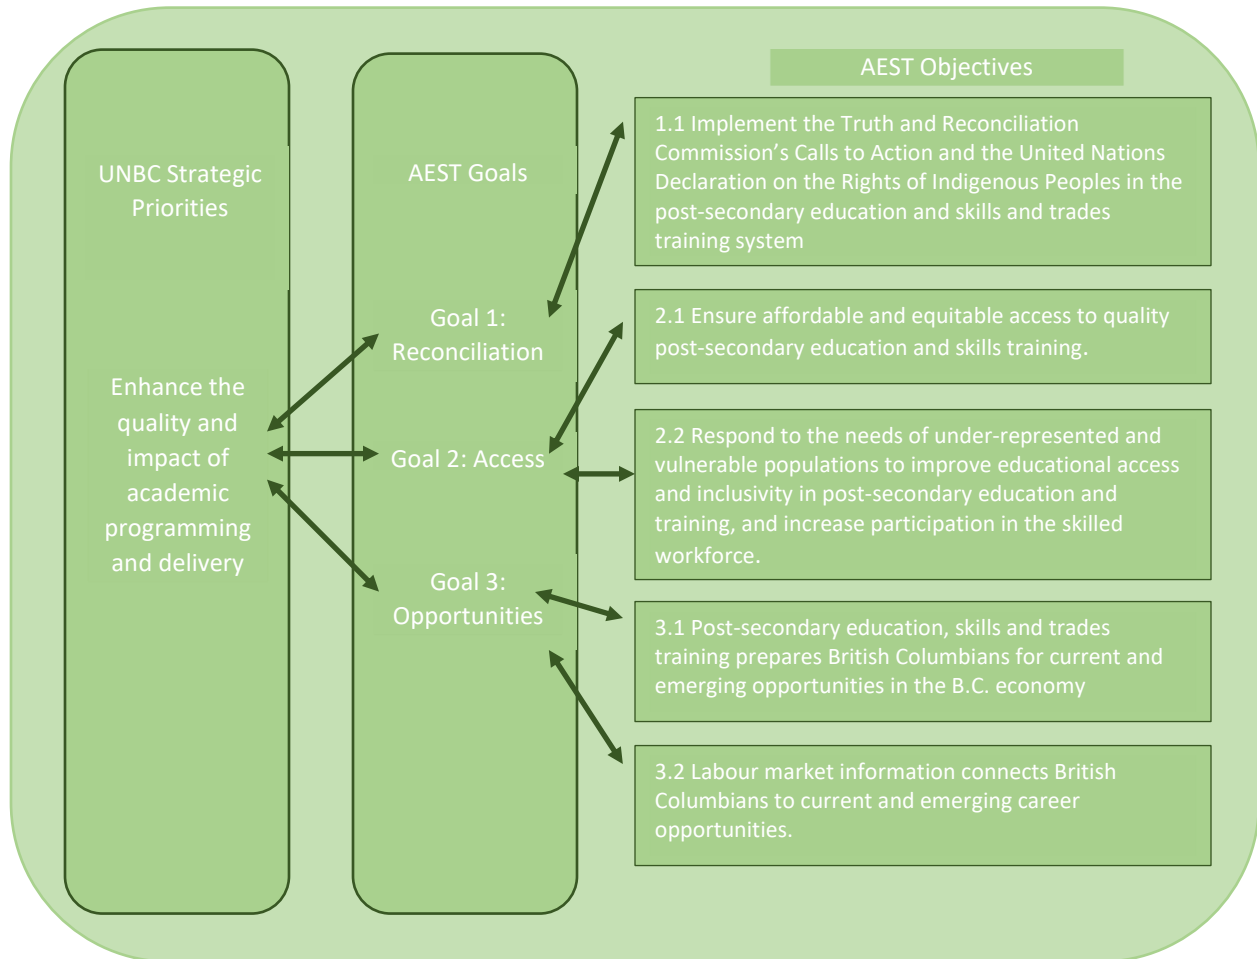 UNBC Strategic
Priorities
Enhance the
quality and
impact of
academic
programming
and delivery
AEST Goals
Goal 1:
Reconciliation
Goal 2: Access
Goal 3:
Opportunities
AEST Objectives
1.1 Implement the Truth and Reconciliation
Commission’s Calls to Action and the United Nations
Declaration on the Rights of Indigenous Peoples in the
post-secondary education and skills and trades
training system
2.1 Ensure affordable and equitable access to quality
post-secondary education and skills training.
2.2 Respond to the needs of under-represented and
vulnerable populations to improve educational access
and inclusivity in post-secondary education and
training, and increase participation in the skilled
workforce.
3.1 Post-secondary education, skills and trades
training prepares British Columbians for current and
emerging opportunities in the B.C. economy
3.2 Labour market information connects British
Columbians to current and emerging career
opportunities.